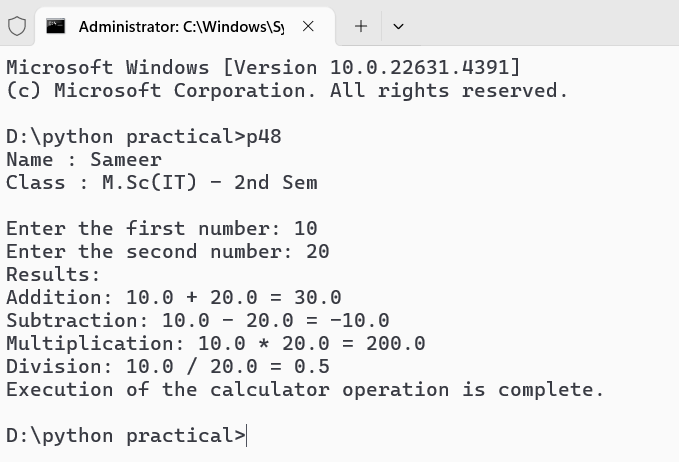 Administrator: C:\Windows\Sy
Microsoft Windows [Version 10.0.22631.4391]
(c) Microsoft Corporation. All rights reserved.
D:\python practical>p48
Name : Sameer
Class : M.Sc(IT) - 2nd Sem
Enter the first number: 10
Enter the second number: 20
Results:
Addition: 10.0 + 20.0 = 30.0
Subtraction: 10.0 - 20.0 = -10.0
Multiplication: 10.0 * 20.0 = 200.0
Division: 10.0 / 20.0 = 0.5
Execution of the calculator operation is complete.
D:\python practical>